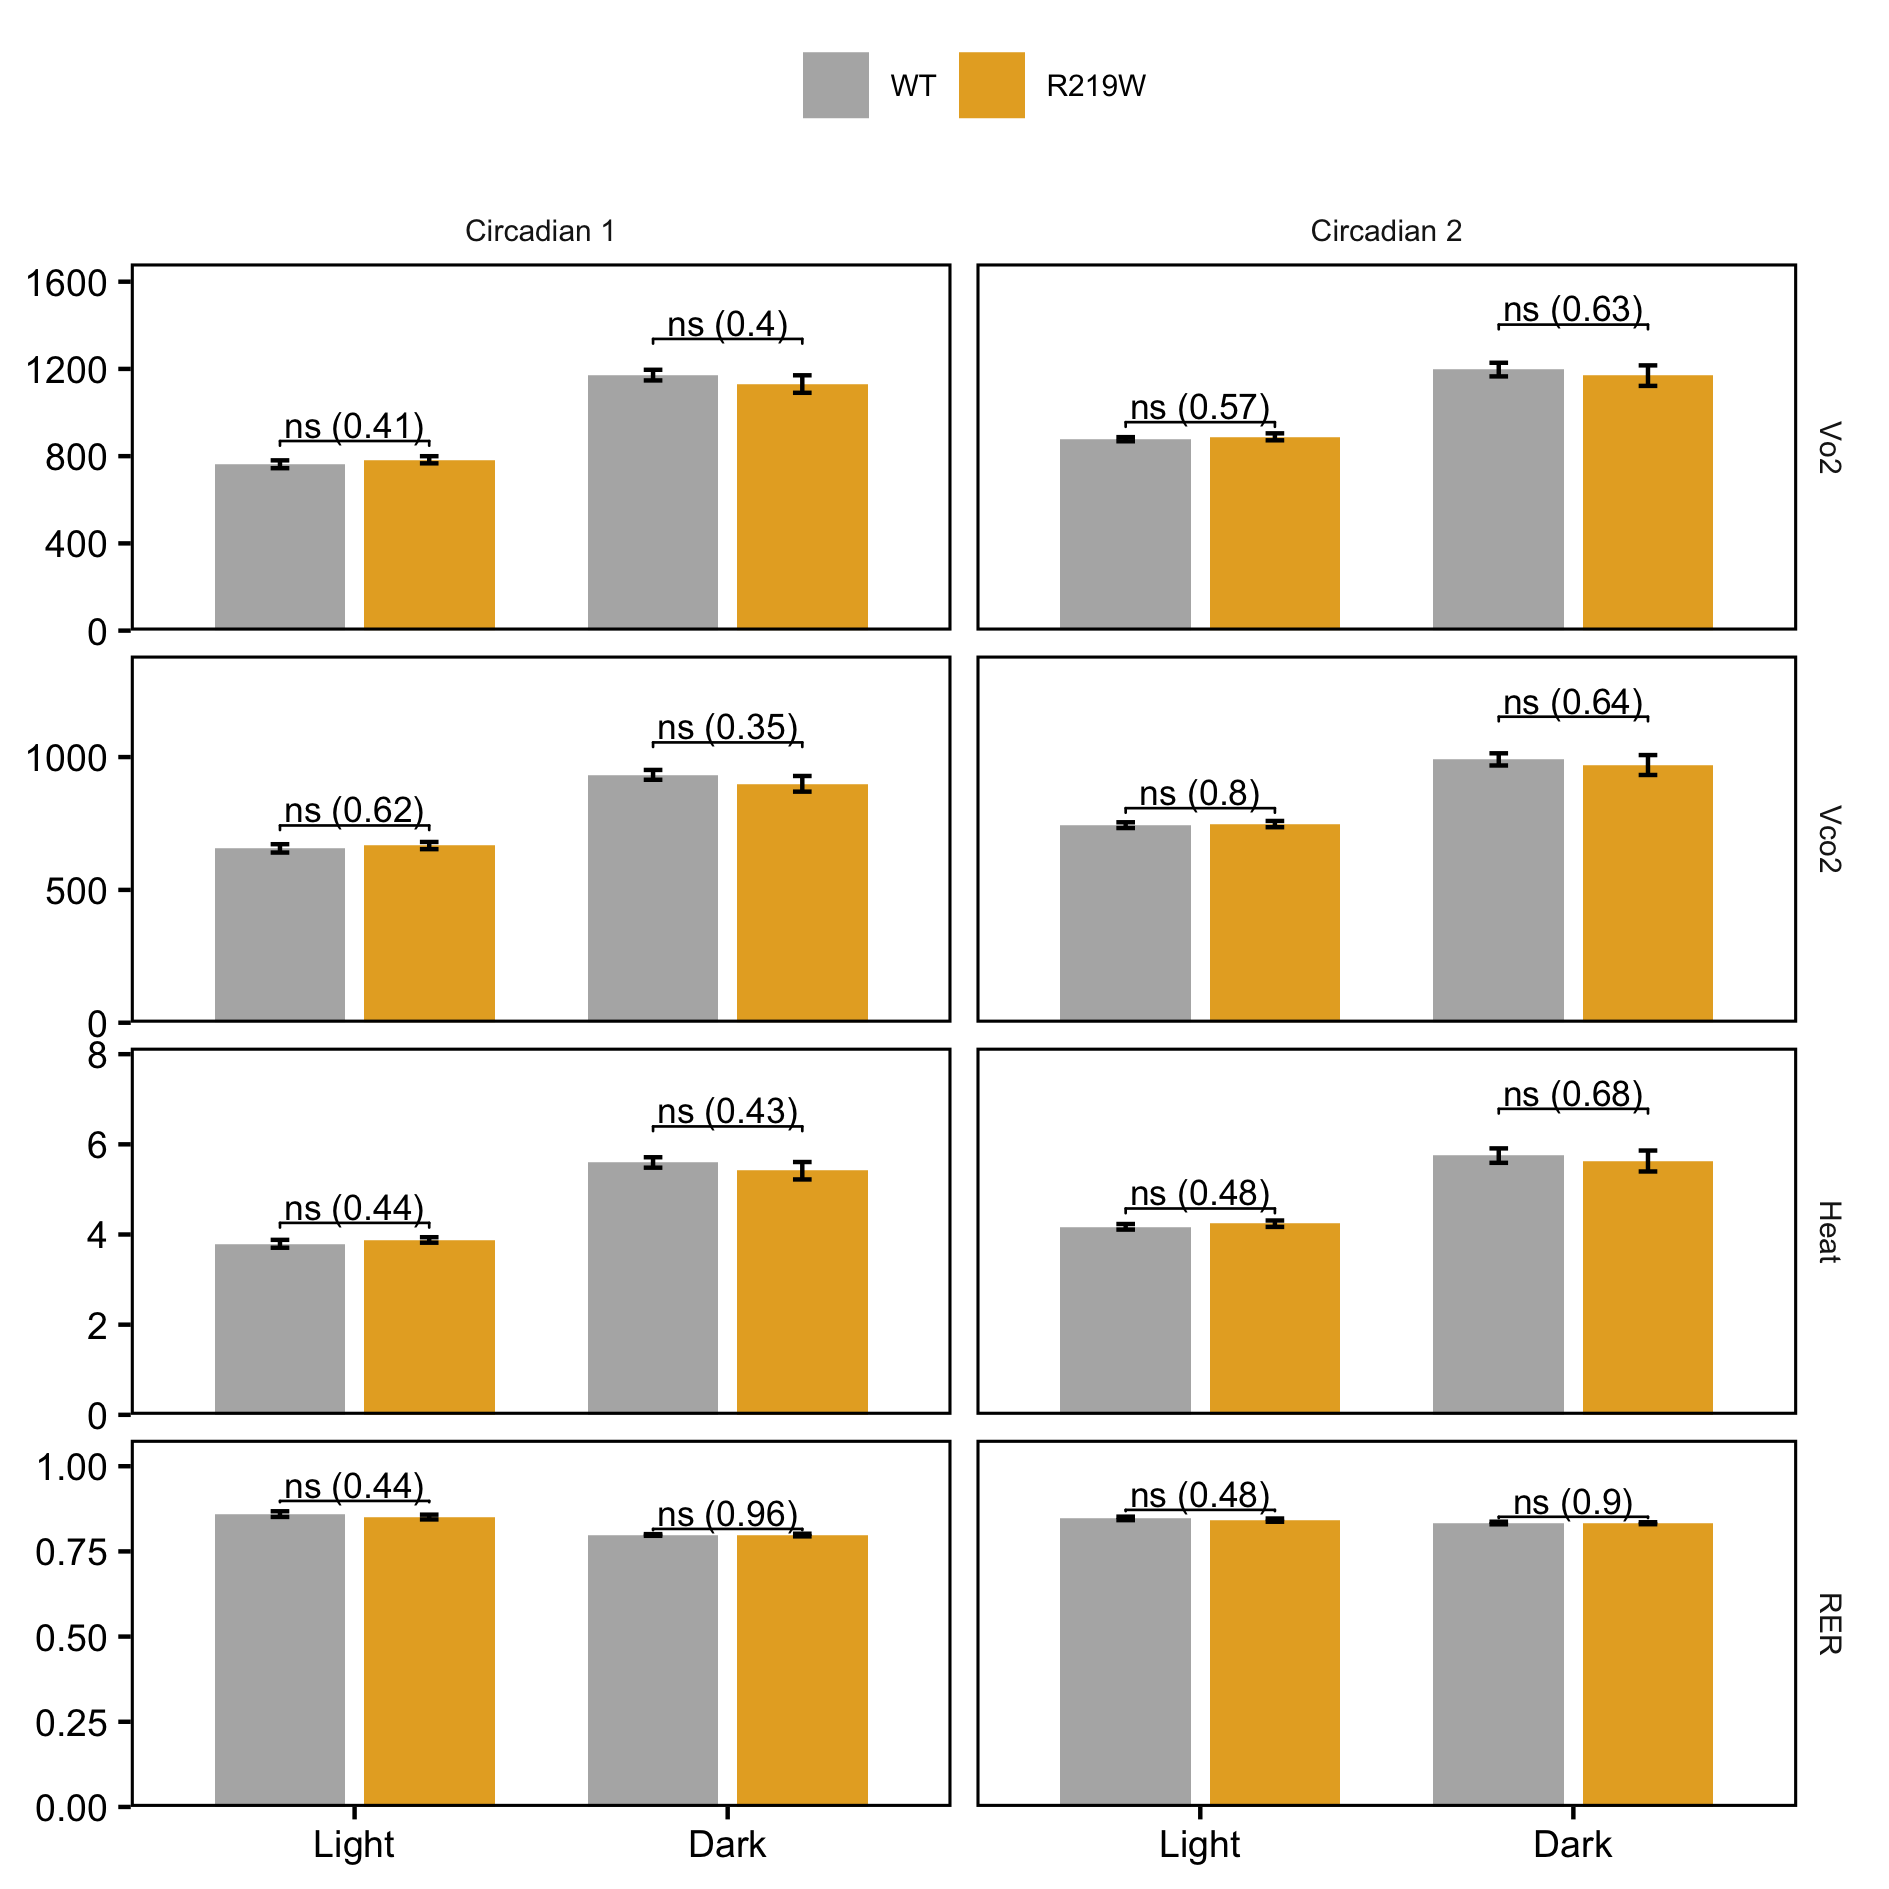 WT R219W
Circadian 1 Circadian 2
1600
1200
800
400
0
ns (0.41)
ns (0.4)
ns (0.57)
ns (0.63)
Vo2
1000
500
0
ns (0.62)
ns (0.35)
ns (0.8)
ns (0.64)
Vco2
8
6
4
2
0
ns (0.44)
ns (0.43)
ns (0.48)
ns (0.68)
Heat
1.00
0.75
0.50
0.25
0.00
ns (0.44)
ns (0.96)
ns (0.48)
ns (0.9)
RER
Light Dark Light Dark